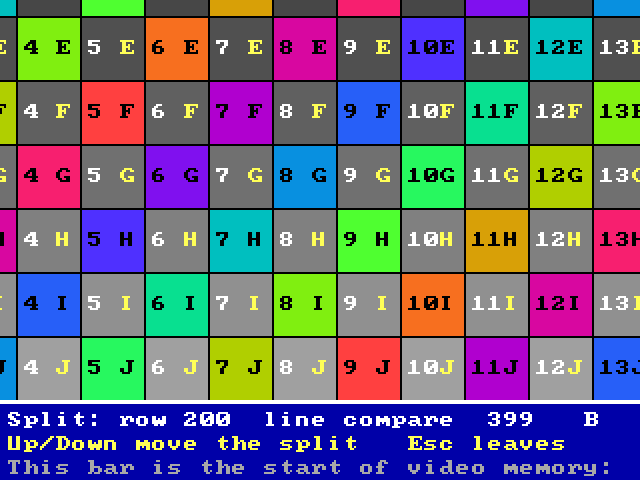 E 4 E 5 E 6 E 7 E 8 E 9 E 10E 11E 12E 13E
F 4 F 5 F 6 F 7 F 8 F 9 F 10F 11F 12F 13E
G 4 G 5 G 6 G 7 G 8 G 9 G 10G 11G 12G 13G
H 4 H 5 H 6 H 7 H 8 H 9 H 10H 11H 12H 13H
I 4 I 5 I 6 I 7 I 8 I 9 I 10I 11I 12I 13I
J 4 J 5 J 6 J 7 J 8 J 9 J 10J 11J 12J 13J
Split: row 200 line compare 399 B
Up/Down move the split Esc leaves
This bar is the start of video memory: